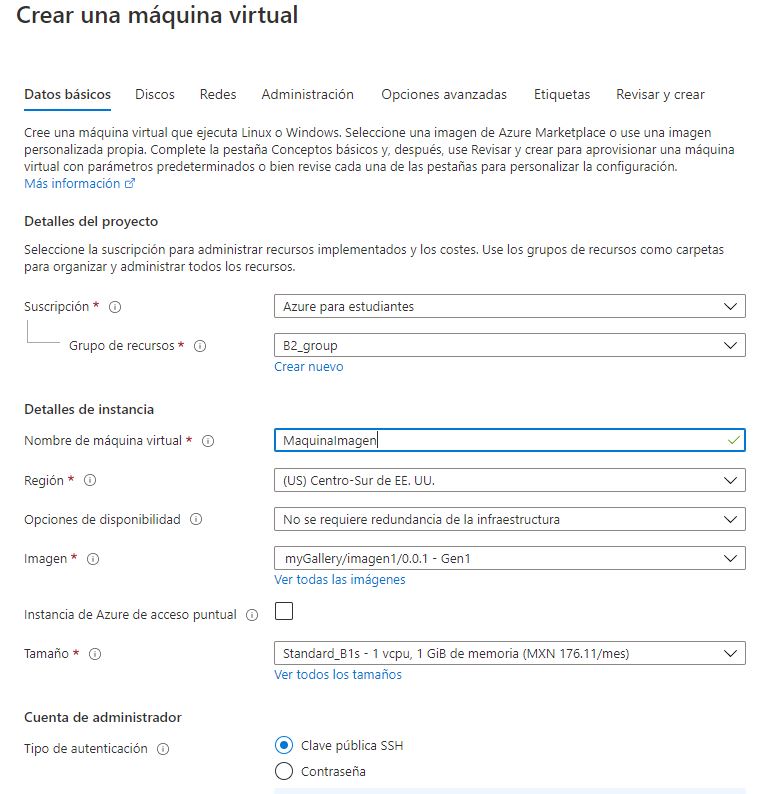 Crear una máquina virtual
Datos básicos Discos Redes Administración Opciones avanzadas Etiquetas Revisar y crear
Cree una máquina virtual que ejecuta Linux o Windows. Seleccione una imagen de Azure Marketplace o use una imagen
personalizada propia. Complete la pestaña Conceptos básicos y, después, use Revisar y crear para aprovisionar una máquina
virtual con parámetros predeterminados o bien revise cada una de las pestañas para personalizar la configuración.
Más información
Detalles del proyecto
Seleccione la suscripción para administrar recursos implementados y los costes. Use los grupos de recursos como carpetas
para organizar y administrar todos los recursos.
Suscripción * Azure para estudiantes
Grupo de recursos * B2_group
Crear nuevo
Detalles de instancia
Nombre de máquina virtual * MaquinaImagen
Región * (US) Centro-Sur de EE. UU.
Opciones de disponibilidad No se requiere redundancia de la infraestructura
Imagen * myGallery/imagen1/0.0.1 - Gen1
Ver todas las imágenes
Instancia de Azure de acceso puntual
Tamaño * Standard_B1s - 1 vcpu, 1 GiB de memoria (MXN 176.11/mes)
Ver todos los tamaños
Cuenta de administrador
Tipo de autenticación Clave pública SSH
Contraseña